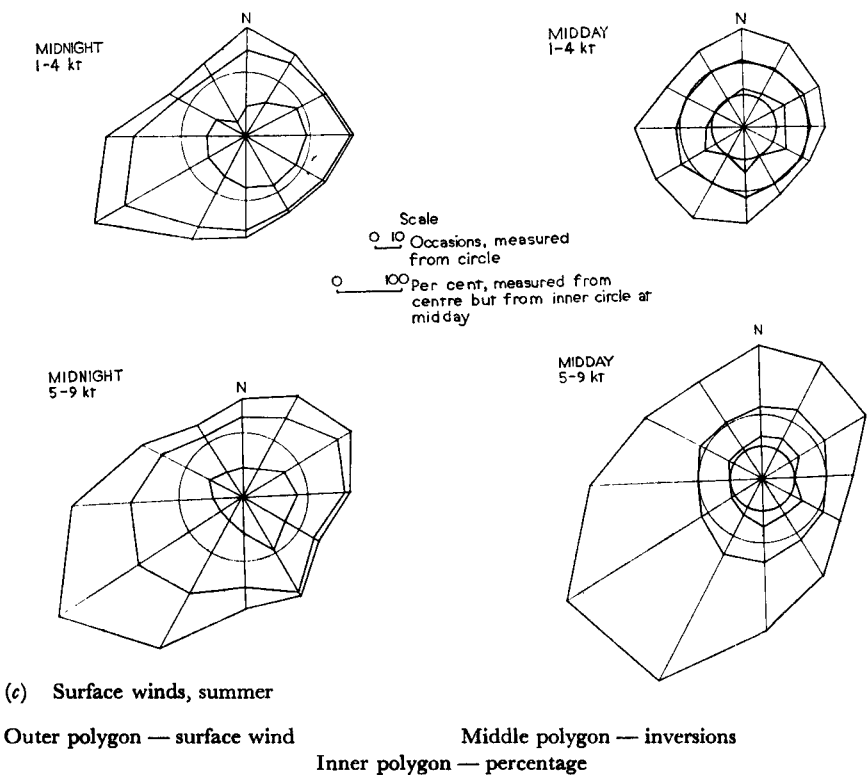 N
MIDNIGHT
1-4 kt
N
MIDDAY
1-4 kt
Scale
0 10 Occasions, measured
from circle
0 100 Per cent, measured from
centre but from inner circle at
midday
MIDNIGHT
5-9 kt
N
MIDDAY
5-9 kt
N
(c) Surface winds, summer
Outer polygon — surface wind Middle polygon — inversions
Inner polygon — percentage